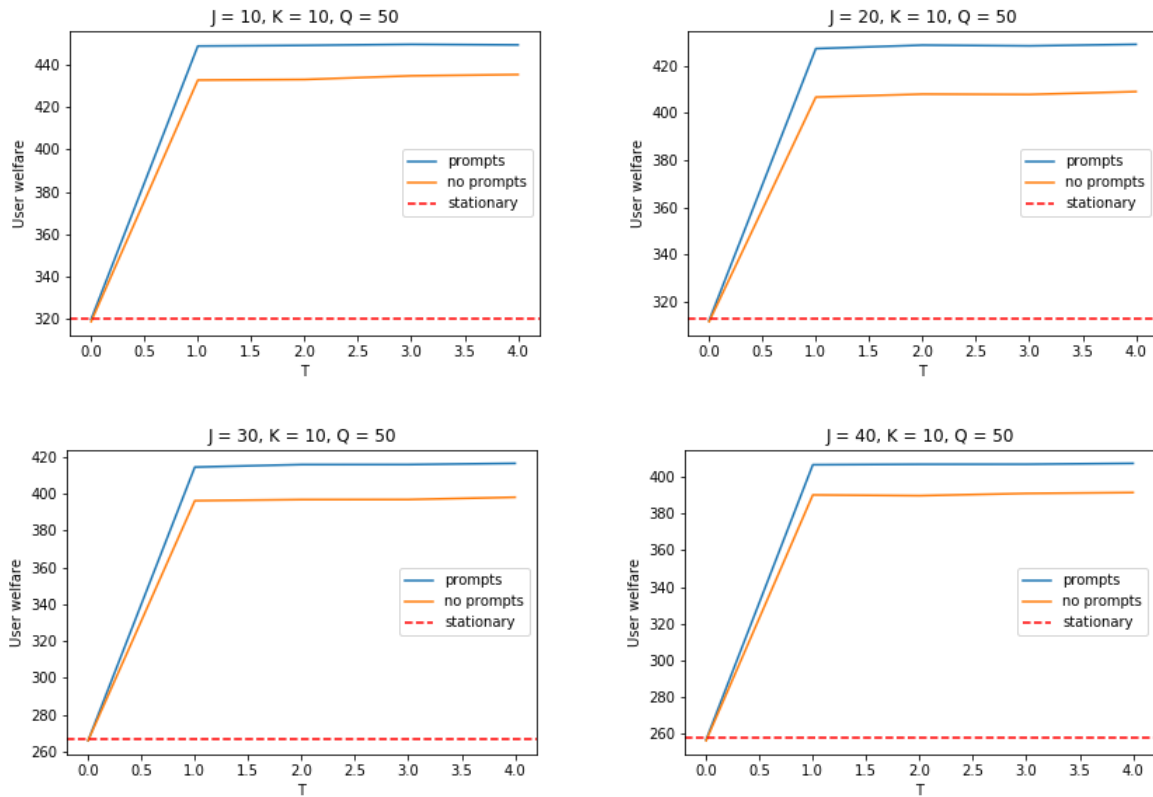 J = 10, K = 10, Q = 50
User welfare
440
420
400
380
360
340
320
prompts
no prompts
stationary
0.0 0.5 1.0 1.5 2.0 2.5 3.0 3.5 4.0
T
J = 20, K = 10, Q = 50
User welfare
420
400
380
360
340
320
prompts
no prompts
stationary
0.0 0.5 1.0 1.5 2.0 2.5 3.0 3.5 4.0
T
J = 30, K = 10, Q = 50
User welfare
420
400
380
360
340
320
300
280
260
prompts
no prompts
stationary
0.0 0.5 1.0 1.5 2.0 2.5 3.0 3.5 4.0
T
J = 40, K = 10, Q = 50
User welfare
400
380
360
340
320
300
280
260
prompts
no prompts
stationary
0.0 0.5 1.0 1.5 2.0 2.5 3.0 3.5 4.0
T